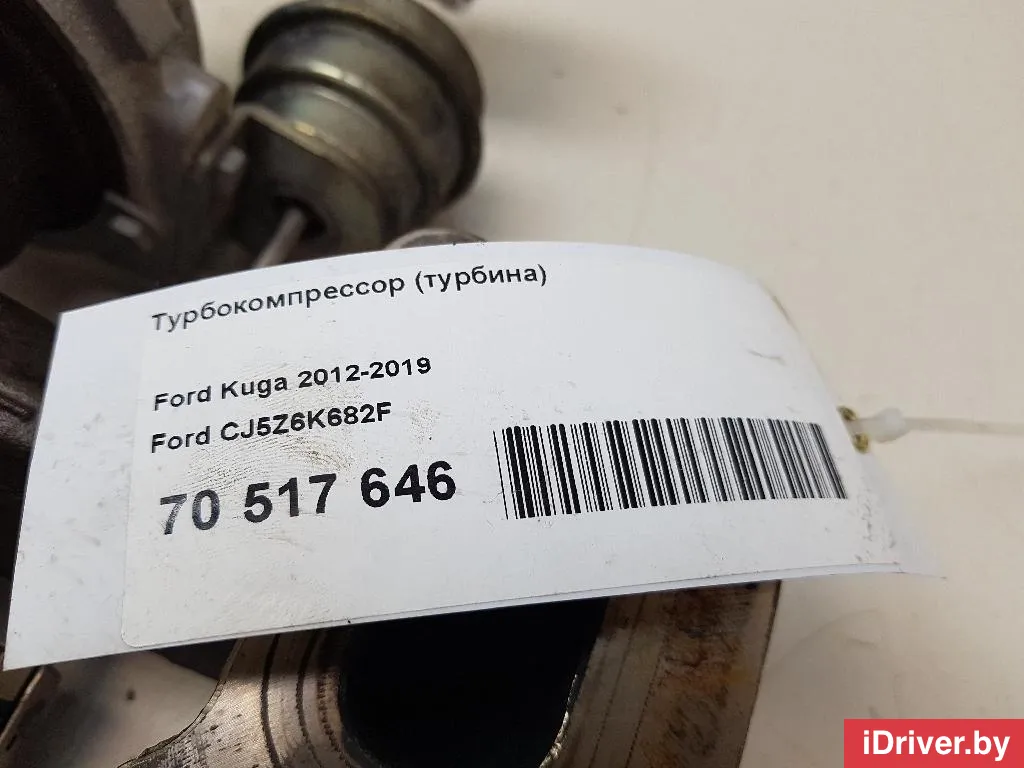 Турбокомпрессор (турбина)
Ford Kuga 2012-2019
Ford CJ5Z6K682F
70 517 646
iDriver.by